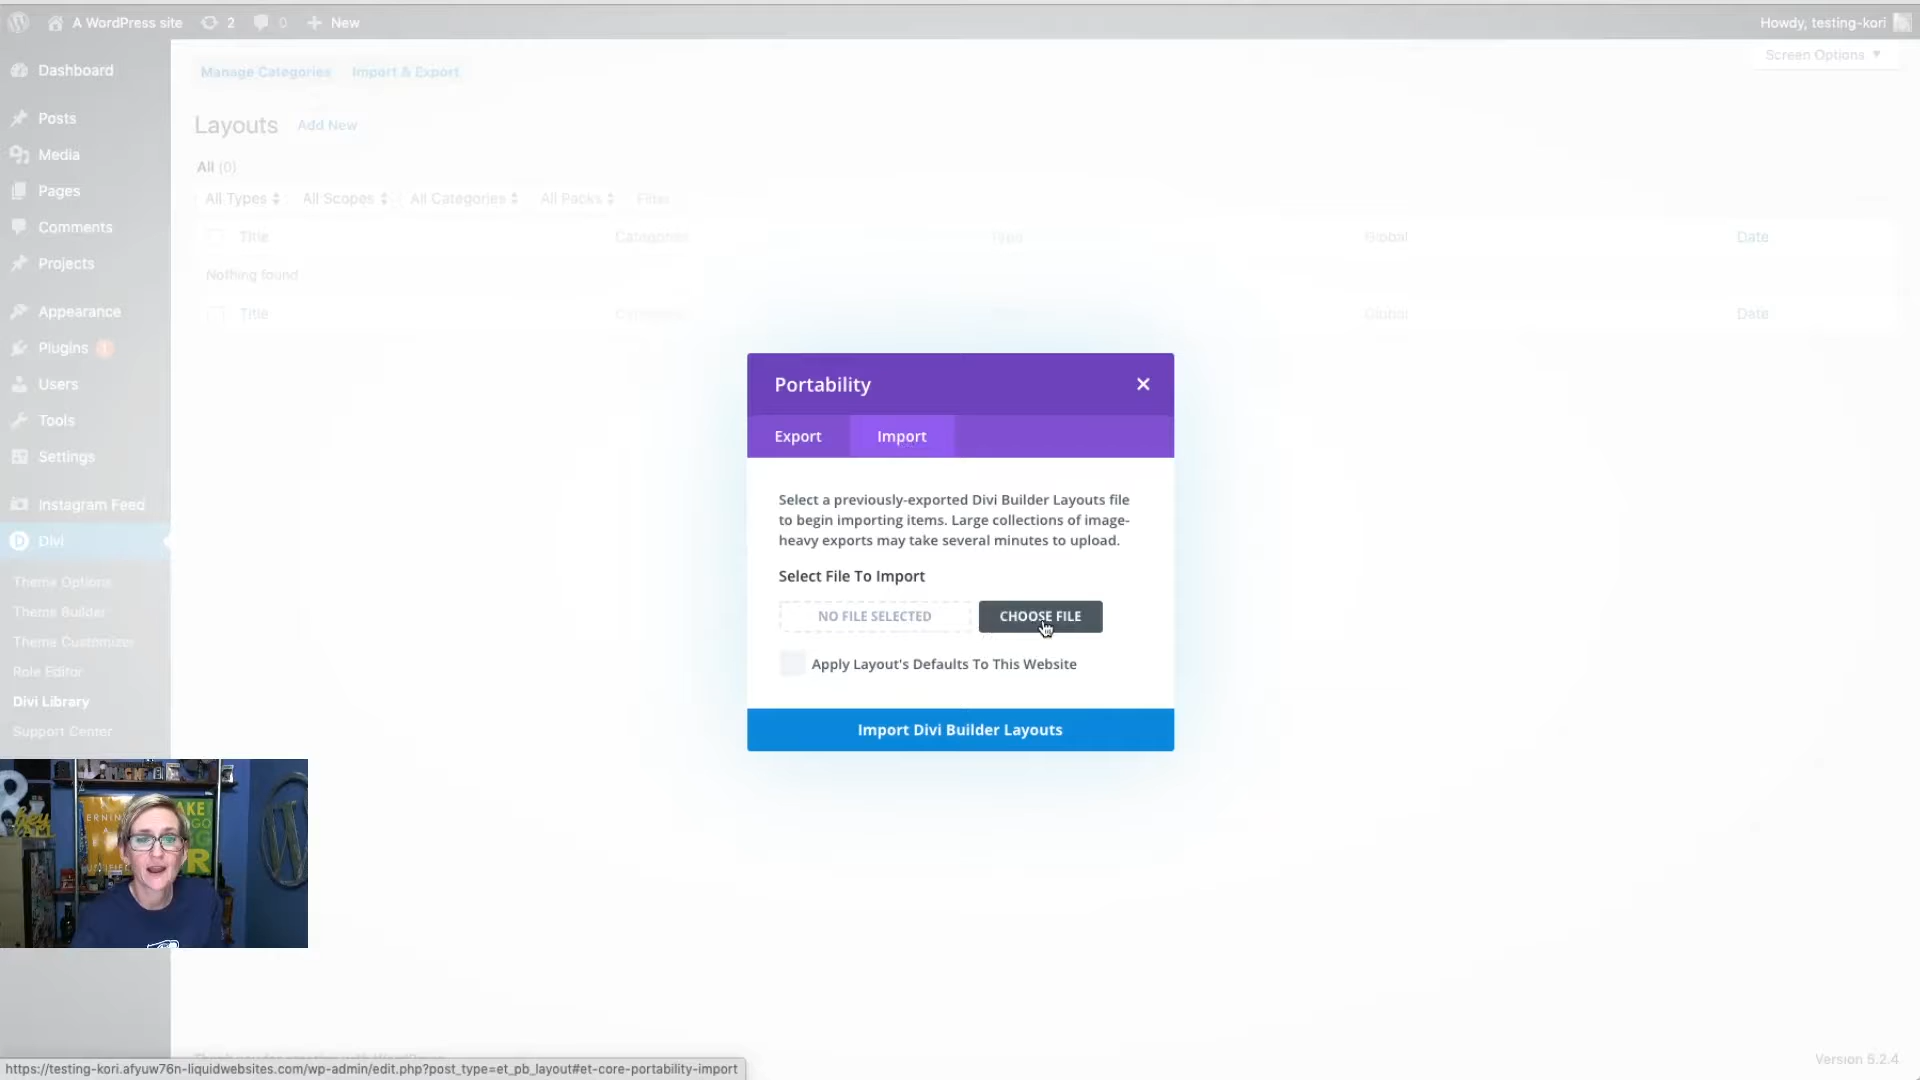 A WordPress site 2 0 New
Howdy, testing-kori
Screen Options
Manage Categories Import & Export
Dashboard
Posts
Media
Pages
Comments
Projects
Appearance
Plugins 1
Users
Tools
Settings
Instagram Feed
Divi
Theme Options
Theme Builder
Theme Customizer
Role Editor
Divi Library
Support Center
Layouts Add New
All (0)
All Types All Scopes All Categories All Packs Filter
Title Categories Type Global Date
Nothing found
Title Categories Global Date
Portability
Export Import
Select a previously-exported Divi Builder Layouts file
to begin importing items. Large collections of image-
heavy exports may take several minutes to upload.
Select File To Import
NO FILE SELECTED CHOOSE FILE
Apply Layout's Defaults To This Website
Import Divi Builder Layouts
Version 5.2.4
https://testing-kori.afyuw76n-liquidwebsites.com/wp-admin/edit.php?post_type=et_pb_layout#et-core-portability-import